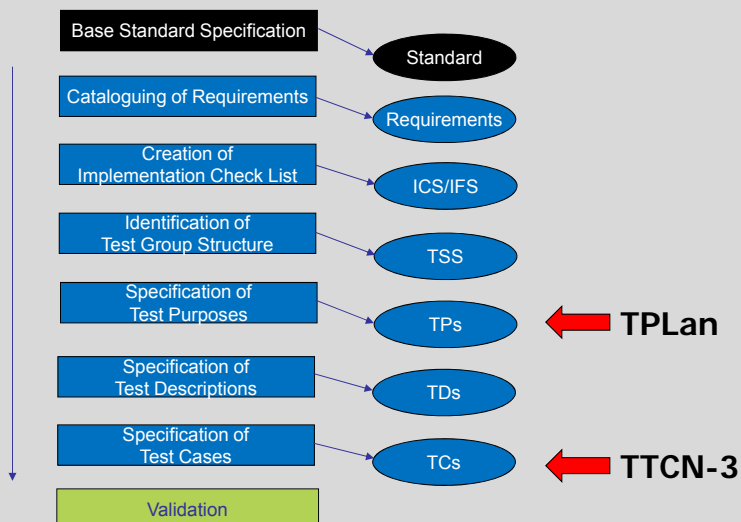 Base Standard Specification
Standard
Cataloguing of Requirements
Requirements
Creation of
Implementation Check List
ICS/IFS
Identification of
Test Group Structure
TSS
Specification of
Test Purposes
TPs
TPLan
Specification of
Test Descriptions
TDs
Specification of
Test Cases
TCs
TTCN-3
Validation